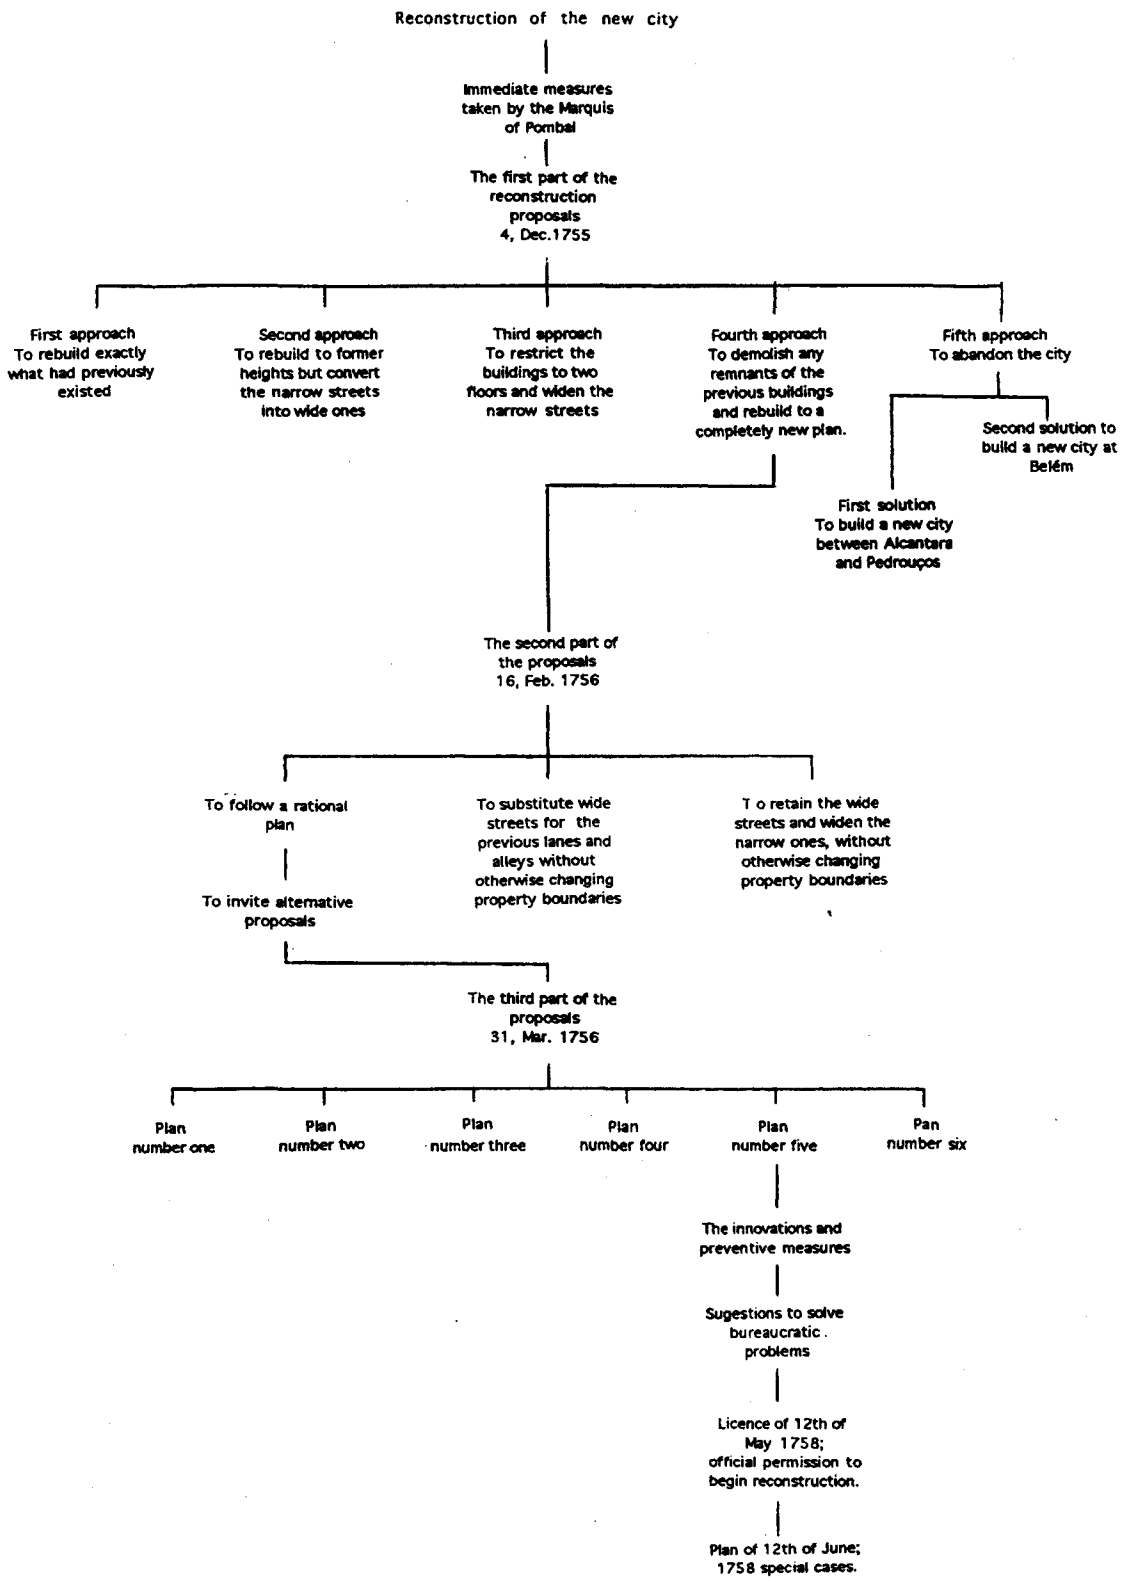 Reconstruction of the new city
Immediate measures
taken by the Marquis
of Pombal
The first part of the
reconstruction
proposals
4, Dec.1755
First approach
To rebuild exactly
what had previously
existed
Second approach
To rebuild to former
heights but convert
the narrow streets
into wide ones
Third approach
To restrict the
buildings to two
floors and widen the
narrow streets
Fourth approach
To demolish any
remnants of the
previous buildings
and rebuild to a
completely new plan.
Fifth approach
To abandon the city
Second solution to
build a new city at
Belém
First solution
To build a new city
between Alcantara
and Pedrouços
The second part of
the proposals
16, Feb. 1756
To follow a rational
plan
To invite alternative
proposals
To substitute wide
streets for the
previous lanes and
alleys without
otherwise changing
property boundaries
T o retain the wide
streets and widen the
narrow ones, without
otherwise changing
property boundaries
The third part of the
proposals
31, Mar. 1756
Plan
number one
Plan
number two
Plan
number three
Plan
number four
Plan
number five
Pan
number six
The innovations and
preventive measures
Sugestions to solve
bureaucratic
problems
Licence of 12th of
May 1758;
official permission to
begin reconstruction.
Plan of 12th of June;
1758 special cases.